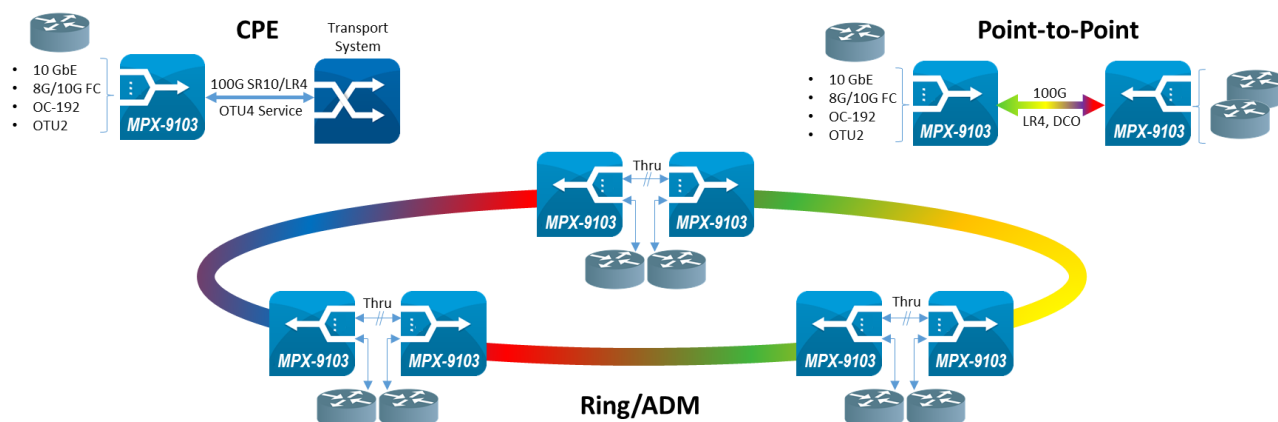 CPE
Transport
System
• 10 GbE
• 8G/10G FC
• OC-192
• OTU2
MPX-9103
100G SR10/LR4
OTU4 Service
Point-to-Point
• 10 GbE
• 8G/10G FC
• OC-192
• OTU2
MPX-9103
100G
LR4, DCO
MPX-9103
Thru
MPX-9103
MPX-9103
Thru
MPX-9103
MPX-9103
Thru
MPX-9103
MPX-9103
Ring/ADM